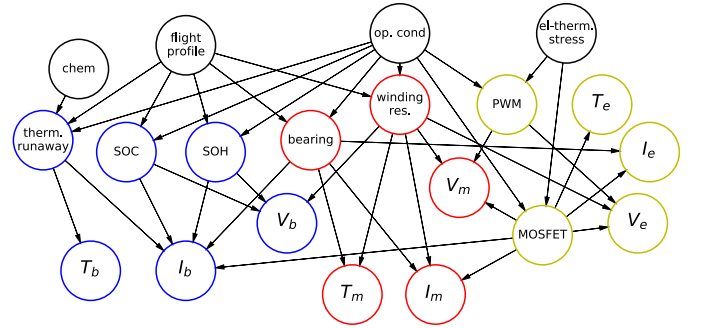 flight
profile
op. cond
el-therm.
stress
chem
therm.
runaway
SOC
SOH
bearing
winding
res.
PWM
T_e
I_e
V_b
V_m
MOSFET
V_e
T_b
I_b
T_m
I_m